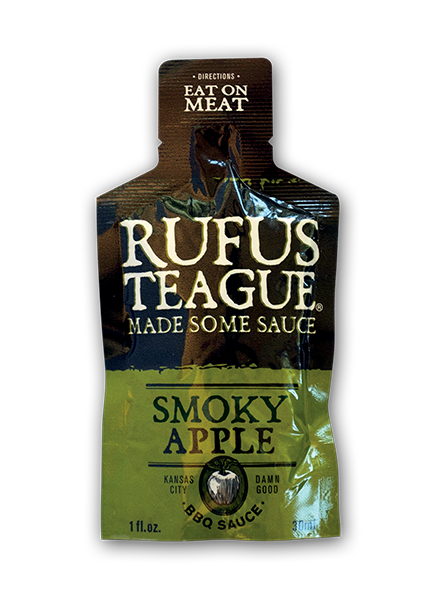 • DIRECTIONS •
EAT ON
MEAT
RUFUS
TEAGUE®
MADE SOME SAUCE
SMOKY
APPLE
KANSAS CITY DAMN GOOD
• BBQ SAUCE •
1 fl.oz. 30ml